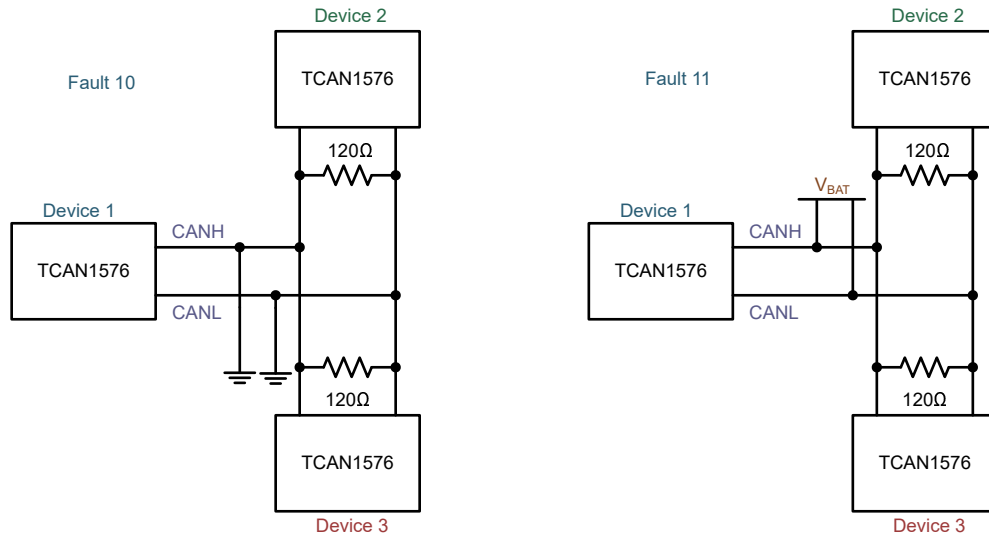 Device 2
Fault 10
TCAN1576
120Ω
Device 1
CANH
TCAN1576
CANL
120Ω
TCAN1576
Device 3
Device 2
Fault 11
TCAN1576
120Ω
VBAT
Device 1
CANH
TCAN1576
CANL
120Ω
TCAN1576
Device 3